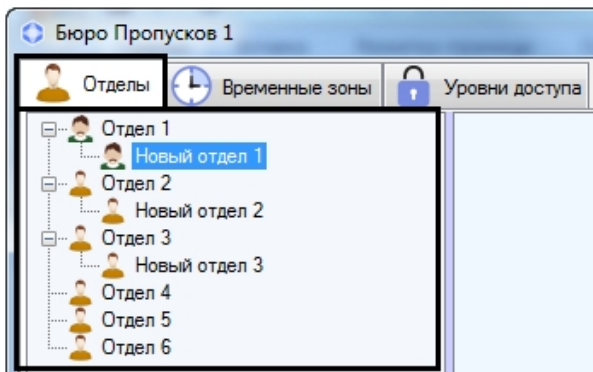 Бюро Пропусков 1
Отделы Временные зоны Уровни доступа
Отдел 1
Новый отдел 1
Отдел 2
Новый отдел 2
Отдел 3
Новый отдел 3
Отдел 4
Отдел 5
Отдел 6